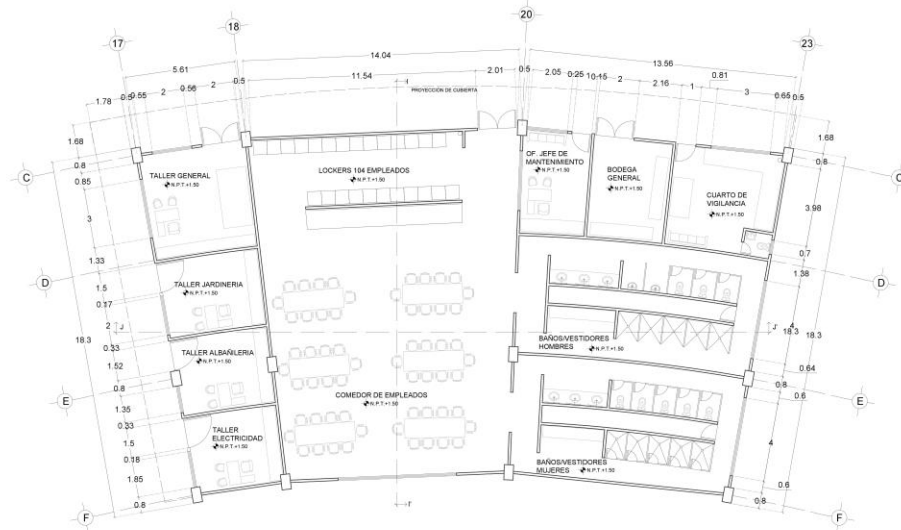 20
18
17
23
14.04
13.56
5.61
11.54
2.01
0.5
2.05
0.25
10.15
2
2.16
1
0.81
3
0.65
0.5
1.78
0.5
0.55
2
0.56
2
0.5
PROYECCIÓN DE CUBIERTA
I
1.68
0.8
0.85
3
1.33
1.5
0.17
2
0.33
18.3
1.52
0.8
1.35
0.33
1.5
0.18
1.85
0.8
C
D
E
F
1.68
0.8
3.98
0.7
1.38
4
18.3
0.64
0.8
0.6
4
0.6
0.8
C
D
E
F
TALLER GENERAL
N.P.T.+1.50
LOCKERS 104 EMPLEADOS
N.P.T.+1.50
OF. JEFE DE
MANTENIMIENTO
N.P.T.+1.50
BODEGA
GENERAL
N.P.T.+1.50
CUARTO DE
VIGILANCIA
N.P.T.+1.50
TALLER JARDINERIA
N.P.T.+1.50
TALLER ALBAÑILERIA
N.P.T.+1.50
BAÑOS/VESTIDORES
HOMBRES
N.P.T.+1.50
COMEDOR DE EMPLEADOS
N.P.T.+1.50
TALLER
ELECTRICIDAD
N.P.T.+1.50
BAÑOS/VESTIDORES
MUJERES
N.P.T.+1.50